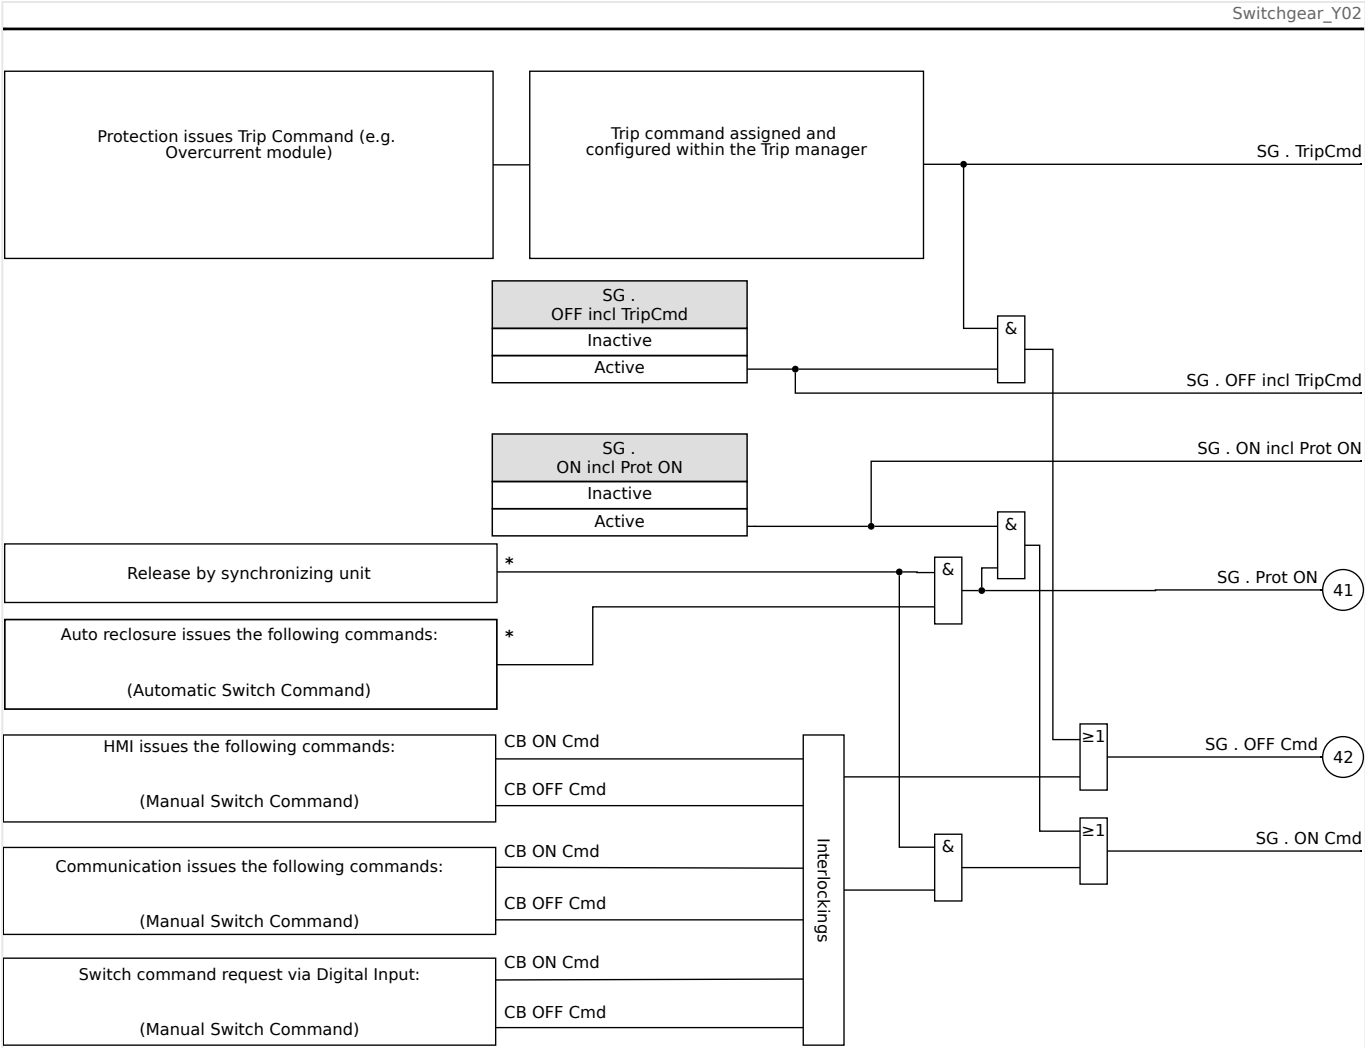 Switchgear_Y02
Protection issues Trip Command (e.g.
Overcurrent module)
Trip command assigned and
configured within the Trip manager
SG . TripCmd
SG .
OFF incl TripCmd
Inactive
Active
&
SG . OFF incl TripCmd
SG .
ON incl Prot ON
Inactive
Active
SG . ON incl Prot ON
&
Release by synchronizing unit
*
&
SG . Prot ON
41
Auto reclosure issues the following commands:
(Automatic Switch Command)
*
HMI issues the following commands:
(Manual Switch Command)
CB ON Cmd
CB OFF Cmd
≥1
SG . OFF Cmd
42
Communication issues the following commands:
(Manual Switch Command)
CB ON Cmd
CB OFF Cmd
Interlockings
&
≥1
SG . ON Cmd
Switch command request via Digital Input:
(Manual Switch Command)
CB ON Cmd
CB OFF Cmd